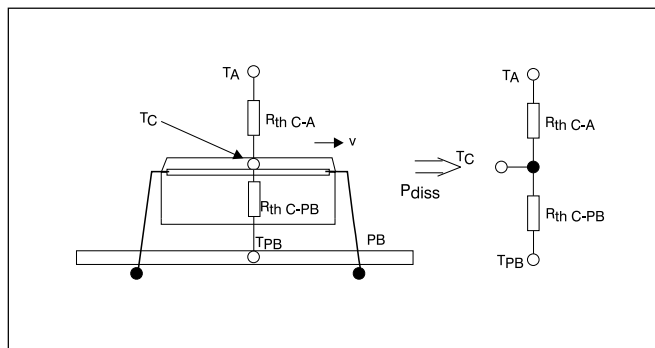 TA
TC
Rth C-A
v
Rth C-PB
TPB
PB
Pdiss
TA
Rth C-A
TC
Rth C-PB
TPB